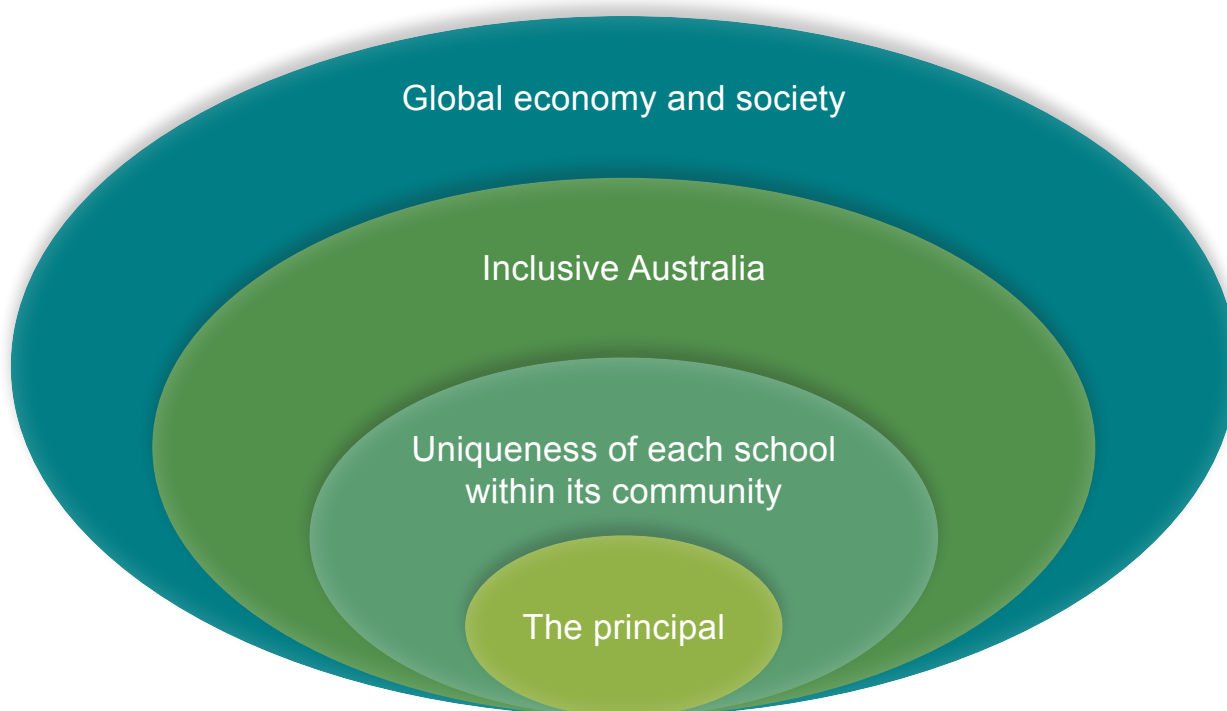 Global economy and society
Inclusive Australia
Uniqueness of each school
within its community
The principal